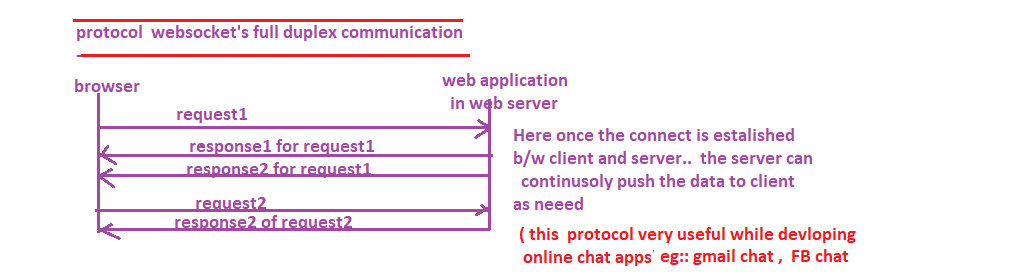 protocol  websocket's full duplex communication
browser
web application
in web server
request1
response1 for request1
response2 for request1
request2
response2 of request2
Here once the connect is estalished
b/w client and server..  the server can
continusoly push the data to client
as neeed
( this  protocol very useful while devloping
online chat apps  eg:: gmail chat ,  FB chat